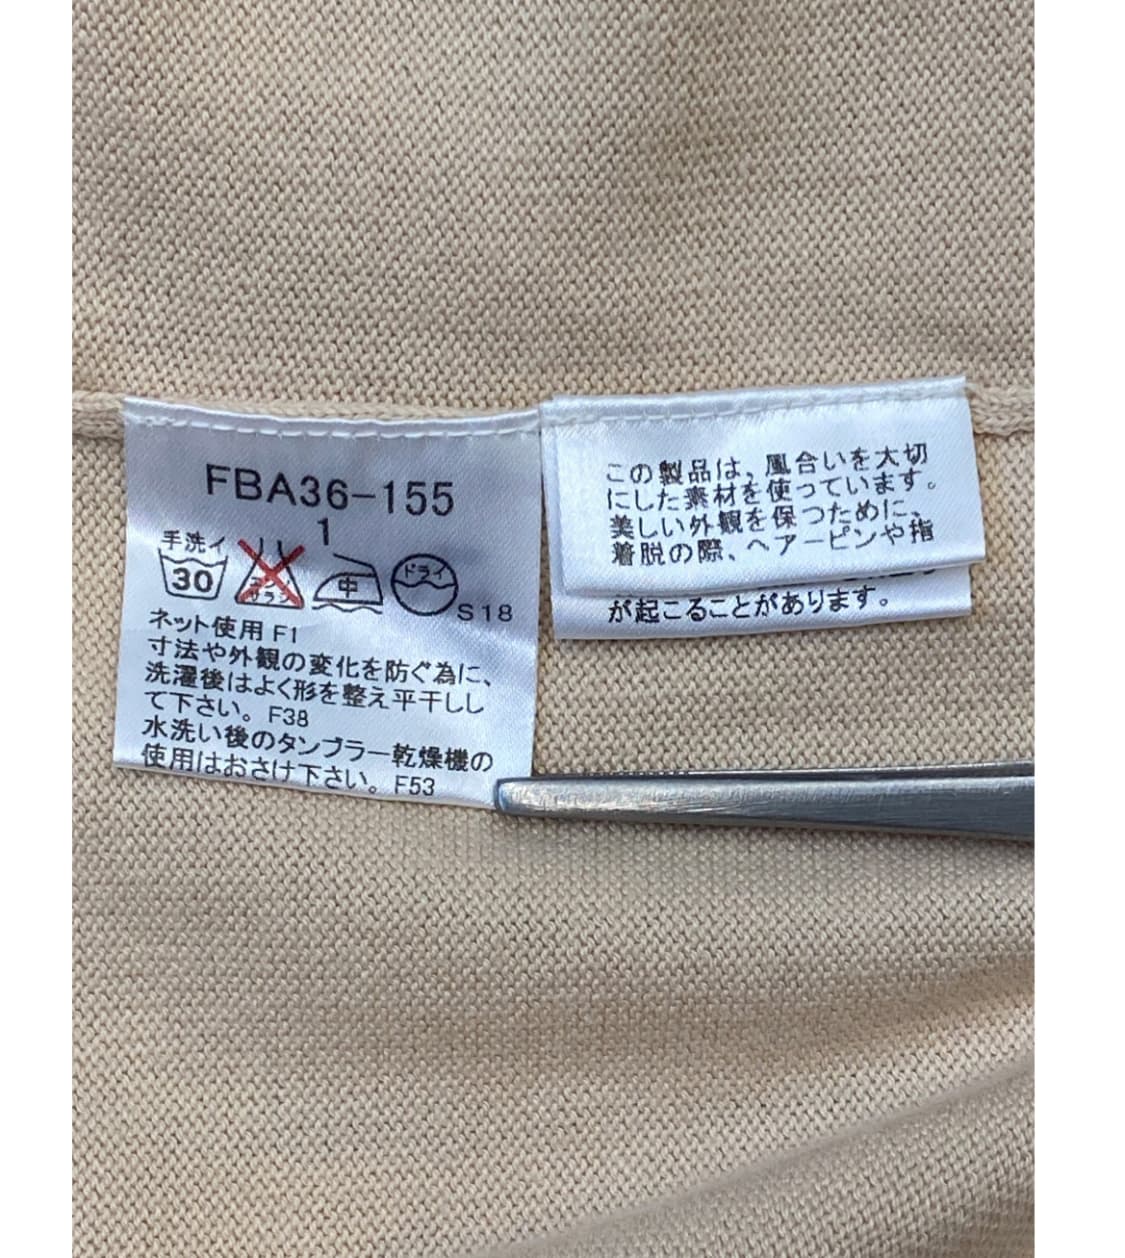 FBA36-155
1
手洗イ
30
エンソサラシ
中
ドライ
S18
ネット使用 F1
寸法や外観の変化を防ぐ為に、
洗濯後はよく形を整え平干しし
て下さい。F38
水洗い後のタンブラー乾燥機の
使用はおさけ下さい。F53
この製品は、風合いを大切
にした素材を使っています。
美しい外観を保つために、
着脱の際、ヘアーピンや指
が起こることがあります。